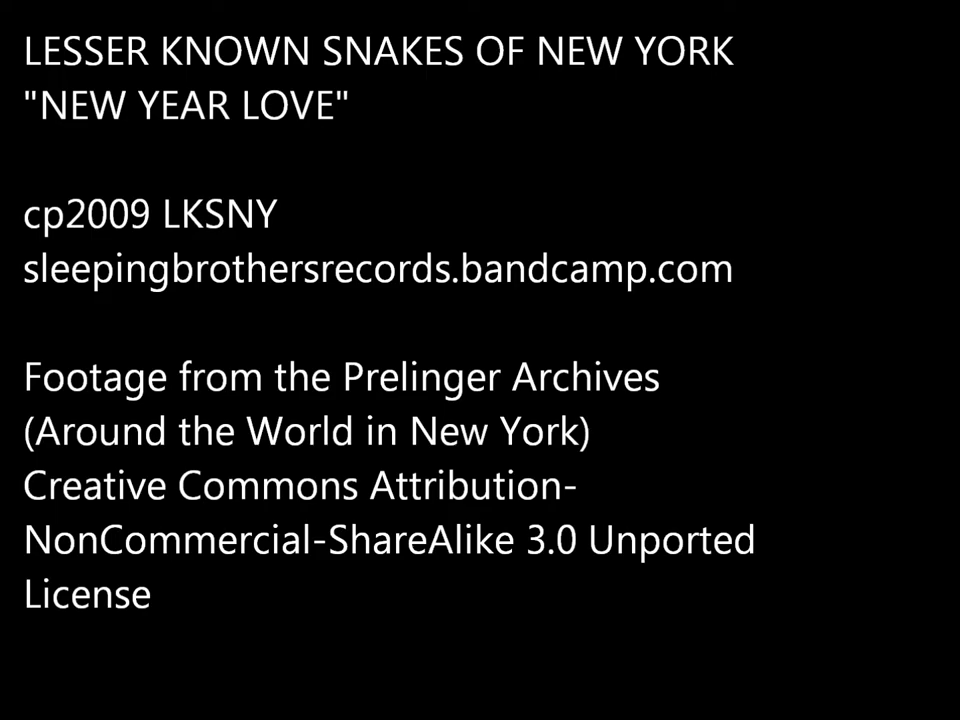 LESSER KNOWN SNAKES OF NEW YORK
"NEW YEAR LOVE"
cp2009 LKSNY
sleepingbrothersrecords.bandcamp.com
Footage from the Prelinger Archives
(Around the World in New York)
Creative Commons Attribution-
NonCommercial-ShareAlike 3.0 Unported
License